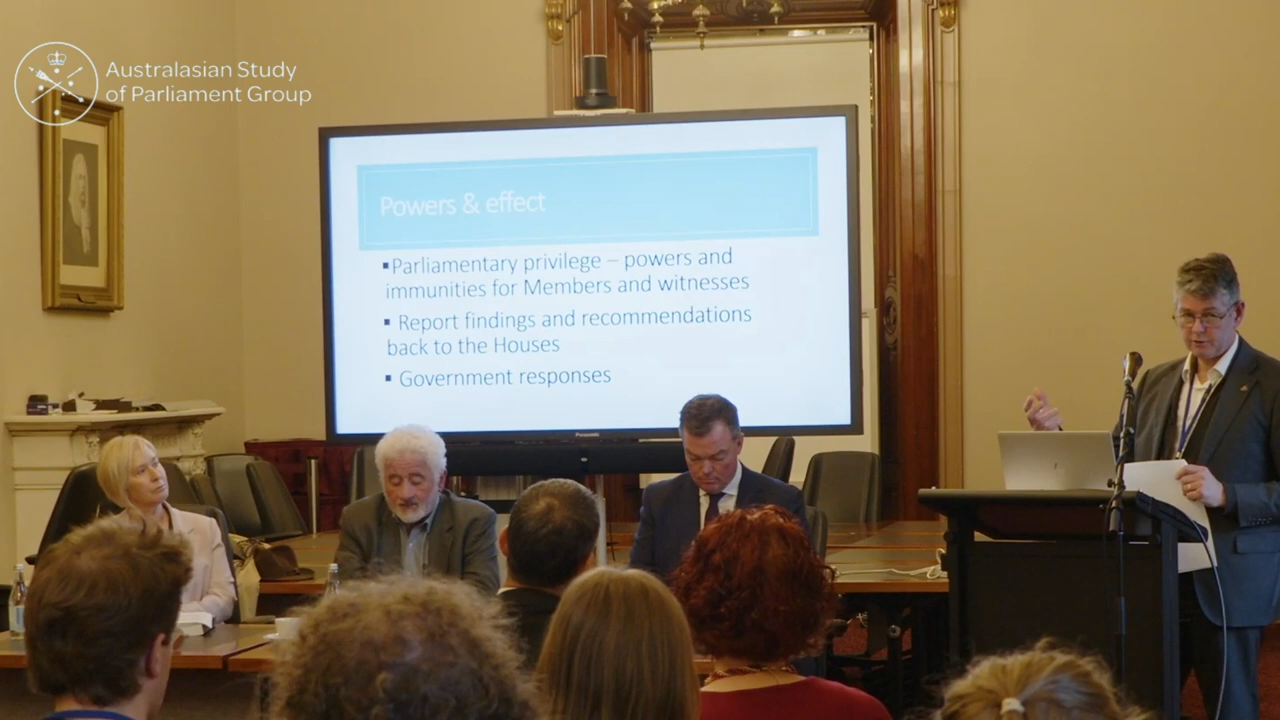 Australasian Study
of Parliament Group
Powers & effect
▪Parliamentary privilege – powers and
immunities for Members and witnesses
▪ Report findings and recommendations
back to the Houses
▪ Government responses
Panasonic